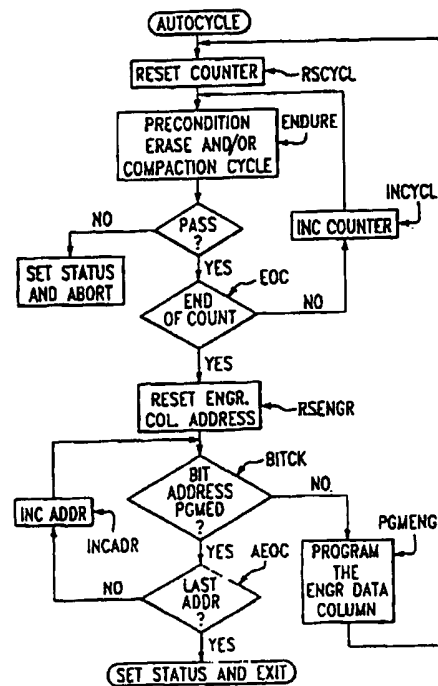 AUTOCYCLE
RESET COUNTER
RSCYCL
PRECONDITION
ERASE AND/OR
COMPACTION CYCLE
ENDURE
INCYCL
INC COUNTER
NO
PASS
?
SET STATUS
AND ABORT
YES
EOC
END
OF COUNT
NO
YES
RESET ENGR.
COL. ADDRESS
RSENGR
BITCK
BIT
ADDRESS
PGMED
?
NO
INC ADDR
INCADR
PGMENG
YES
AEOC
PROGRAM
THE
ENGR DATA
COLUMN
NO
LAST
ADDR
?
YES
SET STATUS AND EXIT